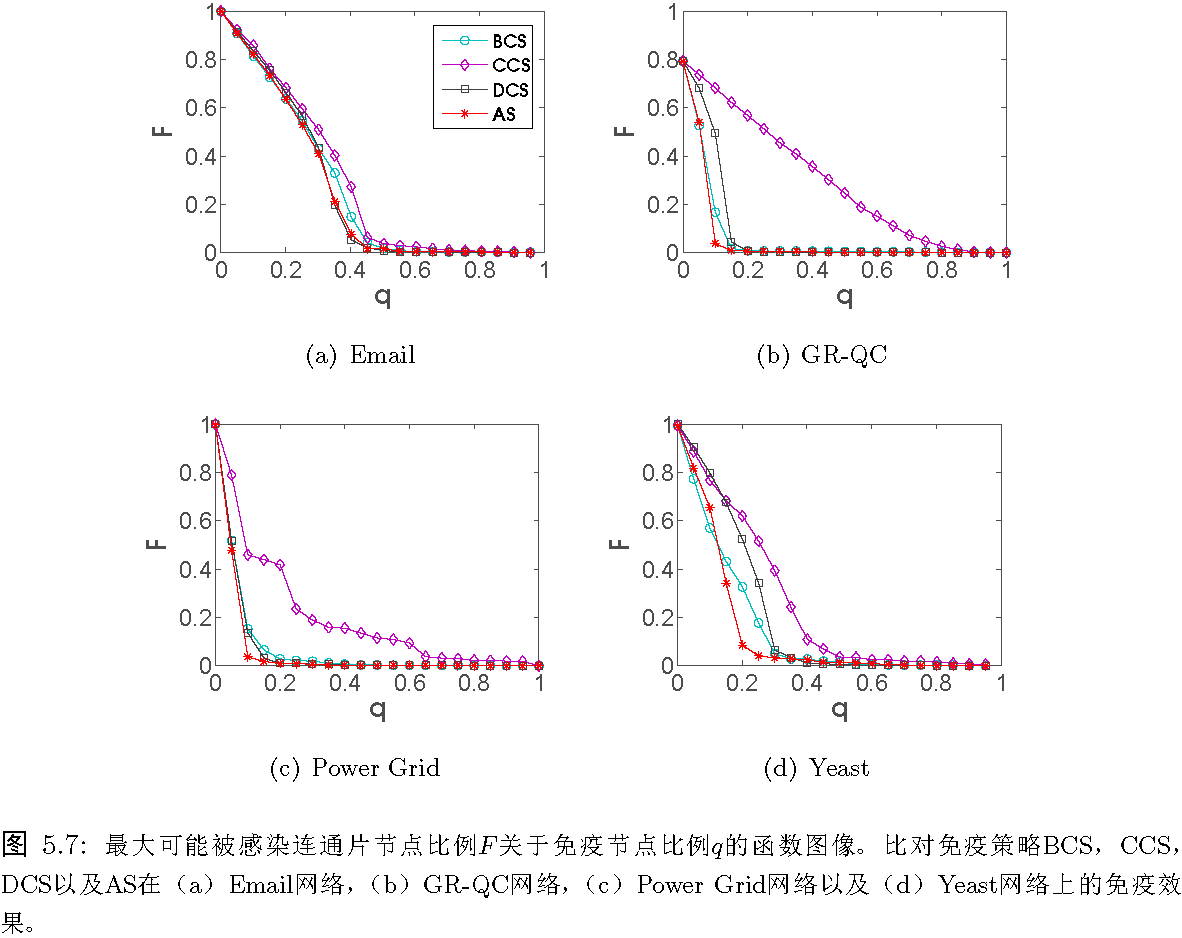 1
0.8
0.6
0.4
0.2
0
F
0 0.2 0.4 0.6 0.8 1
q
BCS
CCS
DCS
AS
(a) Email
1
0.8
0.6
0.4
0.2
0
F
0 0.2 0.4 0.6 0.8 1
q
(b) GR-QC
1
0.8
0.6
0.4
0.2
0
F
0 0.2 0.4 0.6 0.8 1
q
(c) Power Grid
1
0.8
0.6
0.4
0.2
0
F
0 0.2 0.4 0.6 0.8 1
q
(d) Yeast
图 5.7: 最大可能被感染连通片节点比例F关于免疫节点比例q的函数图像。比对免疫策略BCS，CCS，
DCS以及AS在（a）Email网络，（b）GR-QC网络，（c）Power Grid网络以及（d）Yeast网络上的免疫效
果。